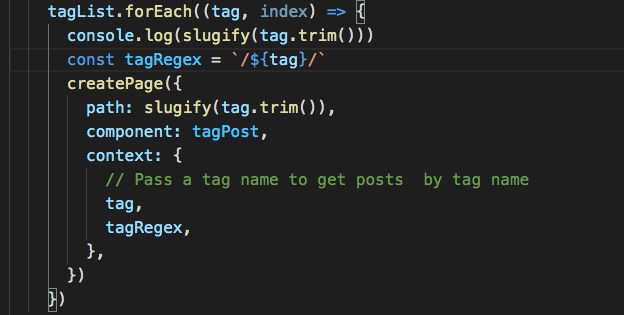 tagList.forEach((tag, index) => {
console.log(slugify(tag.trim()))
const tagRegex = `/${tag}/`
createPage({
path: slugify(tag.trim()),
component: tagPost,
context: {
// Pass a tag name to get posts  by tag name
tag,
tagRegex,
},
})
})